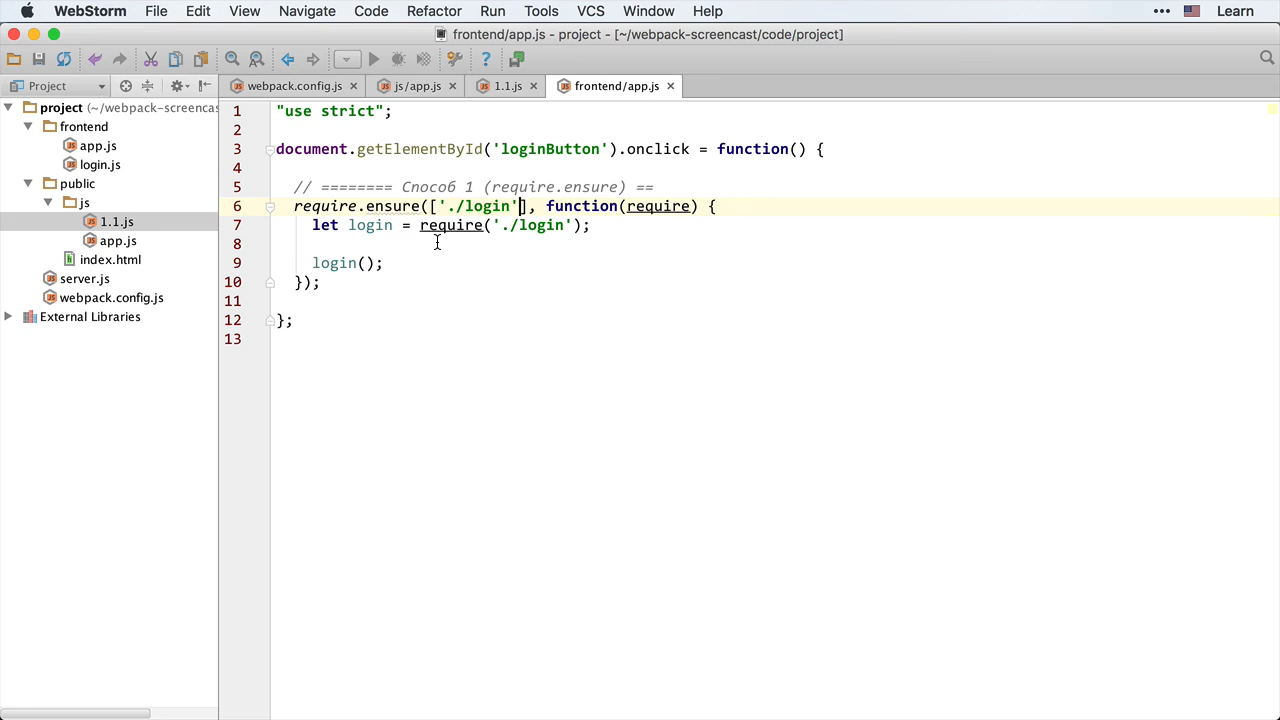 WebStorm File Edit View Navigate Code Refactor Run Tools VCS Window Help ••• Learn
frontend/app.js - project - [~/webpack-screencast/code/project]
Project webpack.config.js js/app.js 1.1.js frontend/app.js
project (~/webpack-screencas
frontend
app.js
login.js
public
js
1.1.js
app.js
index.html
server.js
webpack.config.js
External Libraries
1 "use strict";
2
3 document.getElementById('loginButton').onclick = function() {
4
5 // ======== Способ 1 (require.ensure) ==
6 require.ensure(['./login'], function(require) {
7 let login = require('./login');
8
9 login();
10 });
11
12 };
13